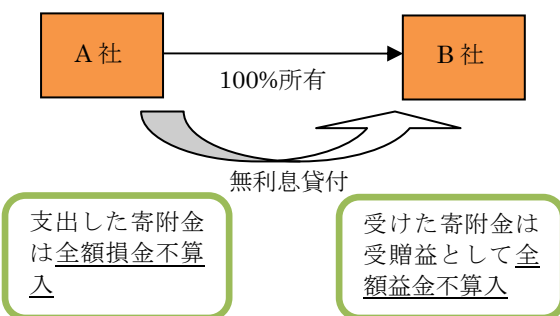 A 社
B 社
100%所有
無利息貸付
支出した寄附金
は全額損金不算
入
受けた寄附金は
受贈益として全
額益金不算入